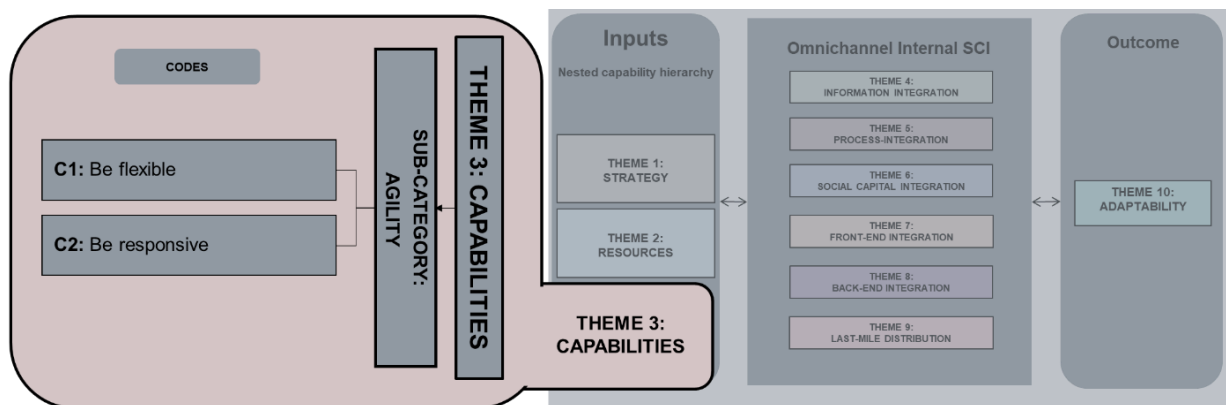 CODES
C1: Be flexible
C2: Be responsive
SUB-CATEGORY:
AGILITY
THEME 3: CAPABILITIES
Inputs
Nested capability hierarchy
THEME 1:
STRATEGY
THEME 2:
RESOURCES
THEME 3:
CAPABILITIES
Omnichannel Internal SCI
THEME 4:
INFORMATION INTEGRATION
THEME 5:
PROCESS-INTEGRATION
THEME 6:
SOCIAL CAPITAL INTEGRATION
THEME 7:
FRONT-END INTEGRATION
THEME 8:
BACK-END INTEGRATION
THEME 9:
LAST-MILE DISTRIBUTION
Outcome
THEME 10:
ADAPTABILITY